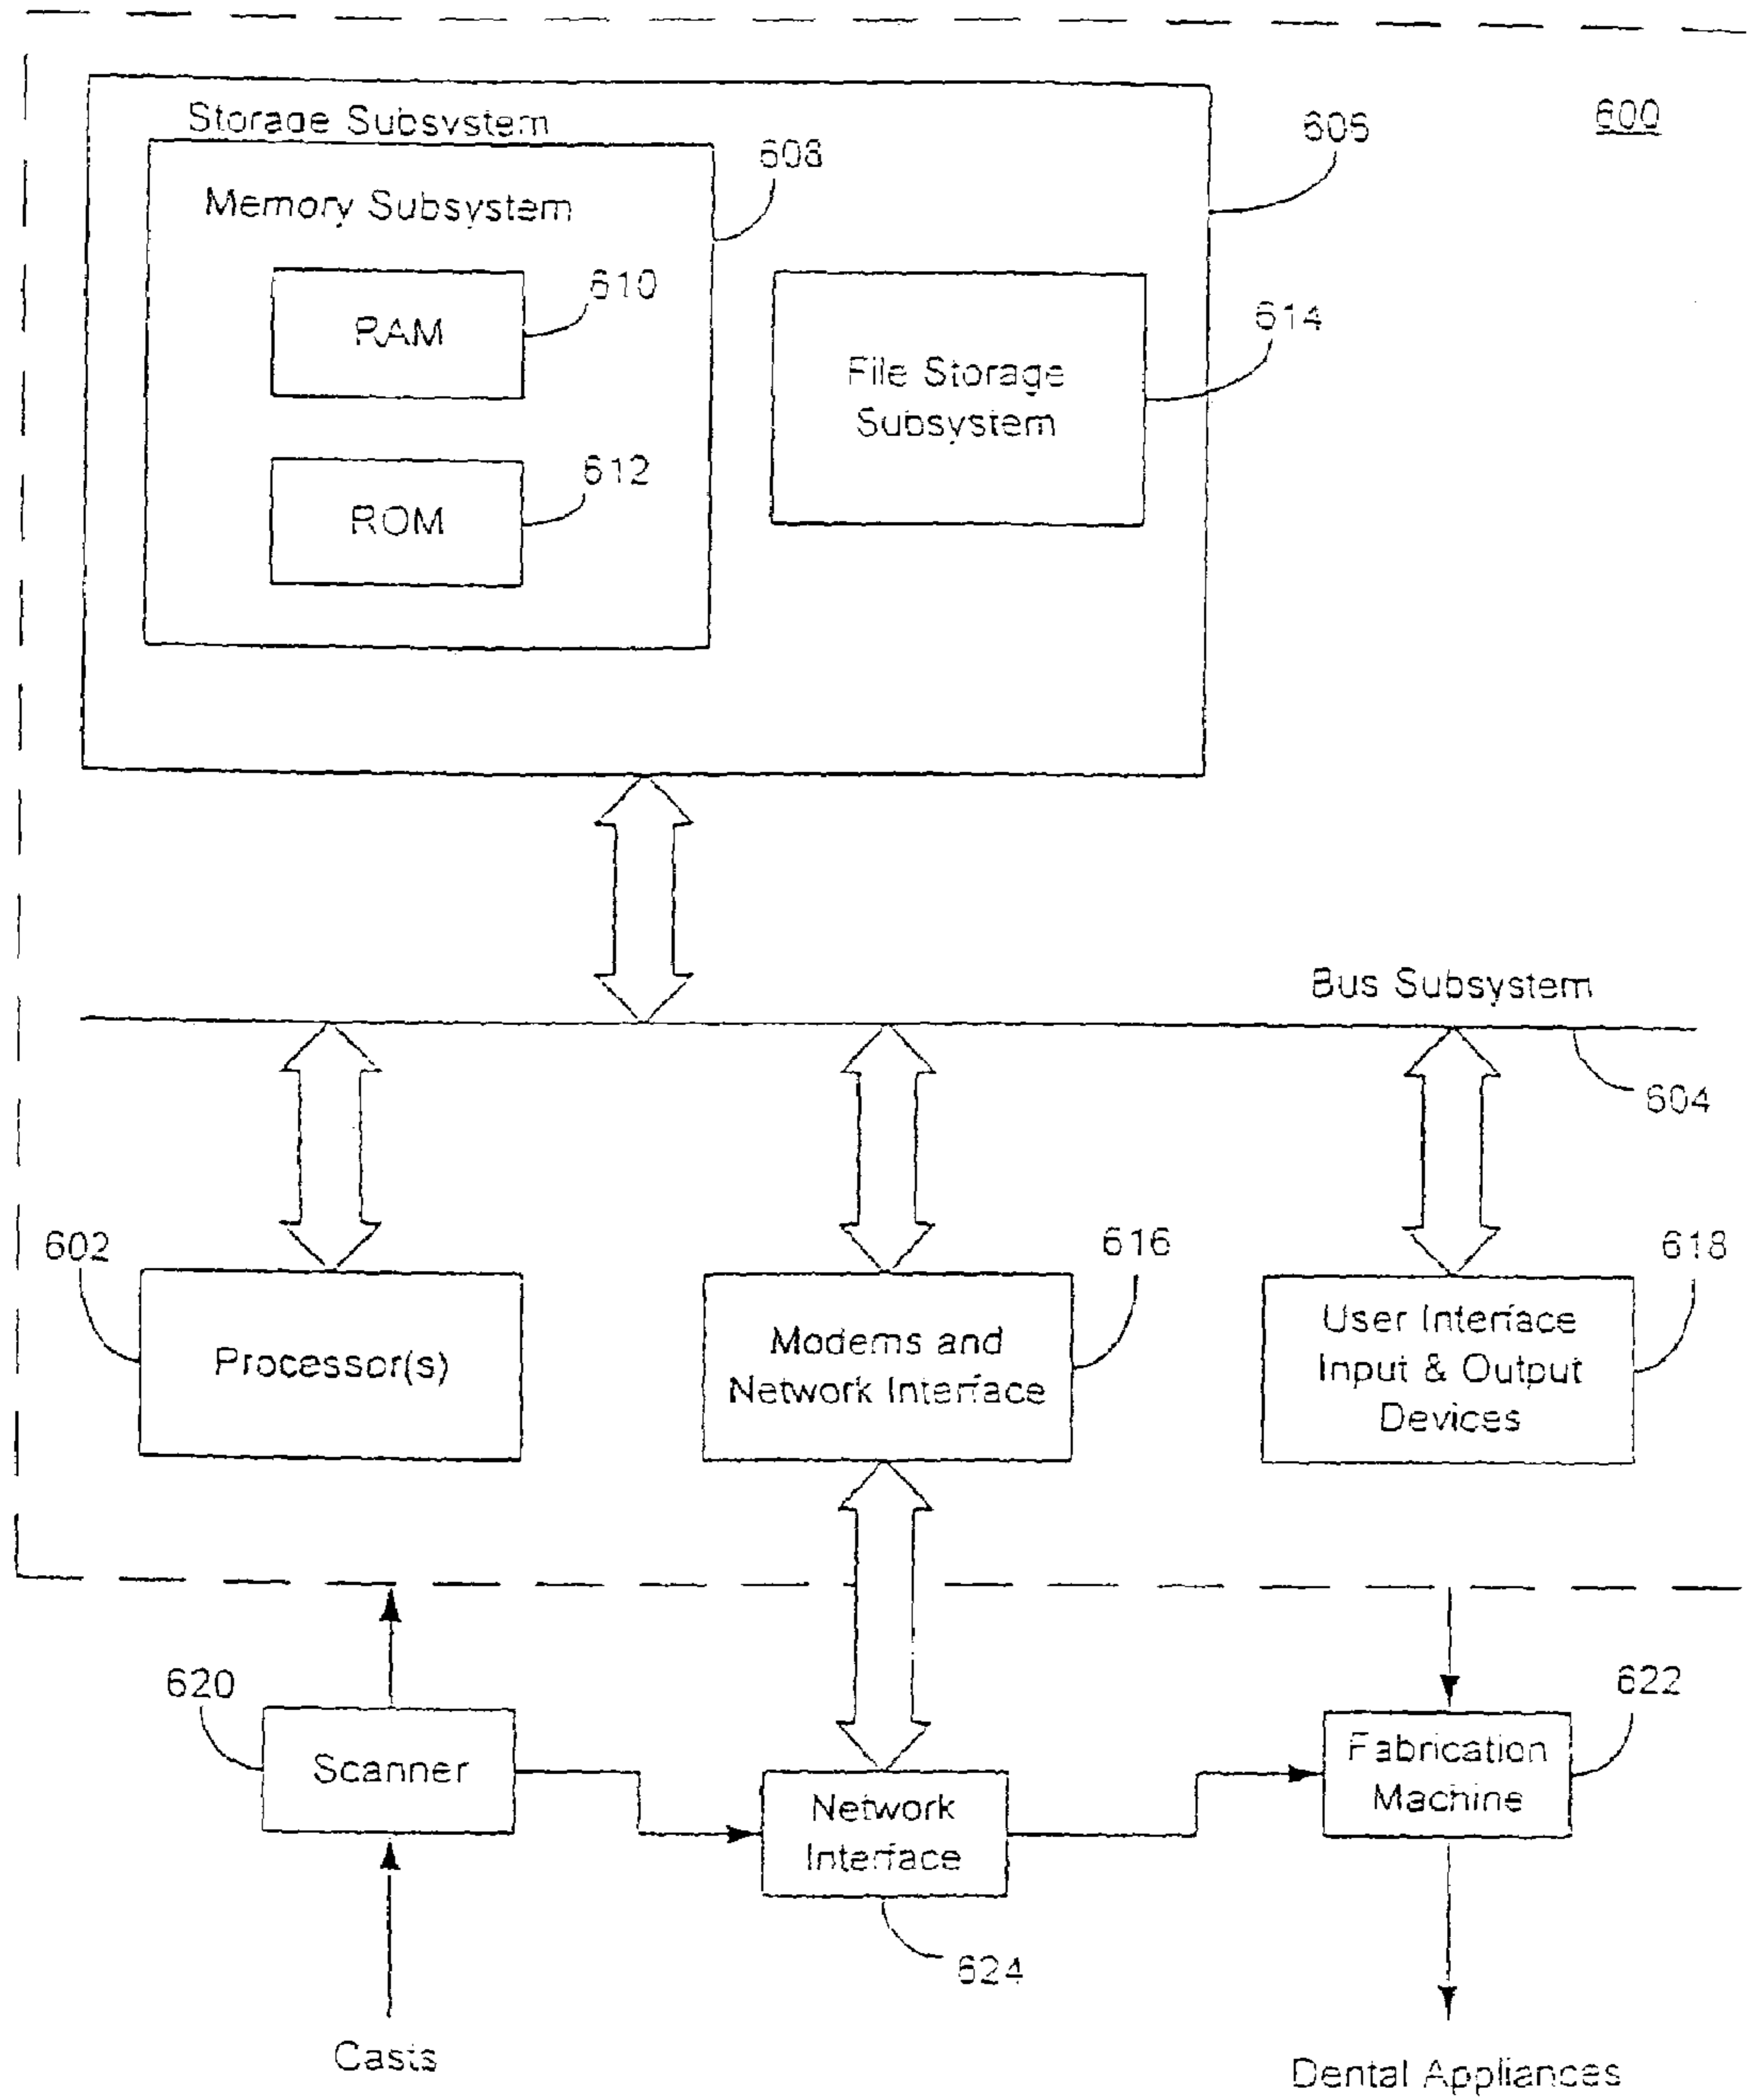 600
Storage Subsystem
606
608
Memory Subsystem
610
RAM
614
File Storage
Subsystem
612
ROM
Bus Subsystem
604
602
616
618
Processor(s)
Modems and
Network Interface
User Interface
Input & Output
Devices
620
622
Scanner
Fabrication
Machine
Network
Interface
624
Casts
Dental Appliances